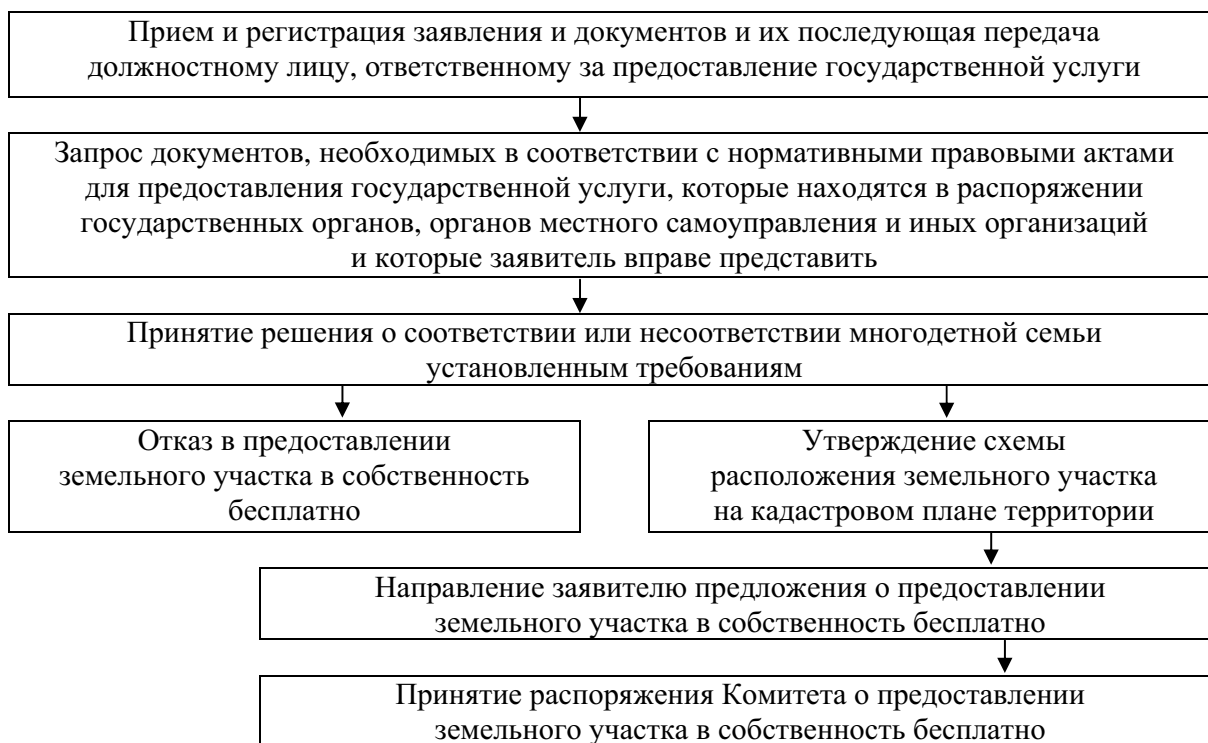 Прием и регистрация заявления и документов и их последующая передача
должностному лицу, ответственному за предоставление государственной услуги
Запрос документов, необходимых в соответствии с нормативными правовыми актами
для предоставления государственной услуги, которые находятся в распоряжении
государственных органов, органов местного самоуправления и иных организаций
и которые заявитель вправе представить
Принятие решения о соответствии или несоответствии многодетной семьи
установленным требованиям
Отказ в предоставлении
земельного участка в собственность
бесплатно
Утверждение схемы
расположения земельного участка
на кадастровом плане территории
Направление заявителю предложения о предоставлении
земельного участка в собственность бесплатно
Принятие распоряжения Комитета о предоставлении
земельного участка в собственность бесплатно